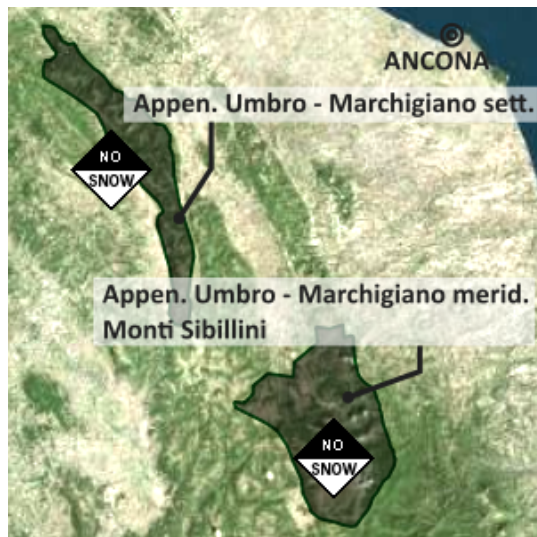 ANCONA
Appen. Umbro - Marchigiano sett.
NO
SNOW
Appen. Umbro - Marchigiano merid.
Monti Sibillini
NO
SNOW